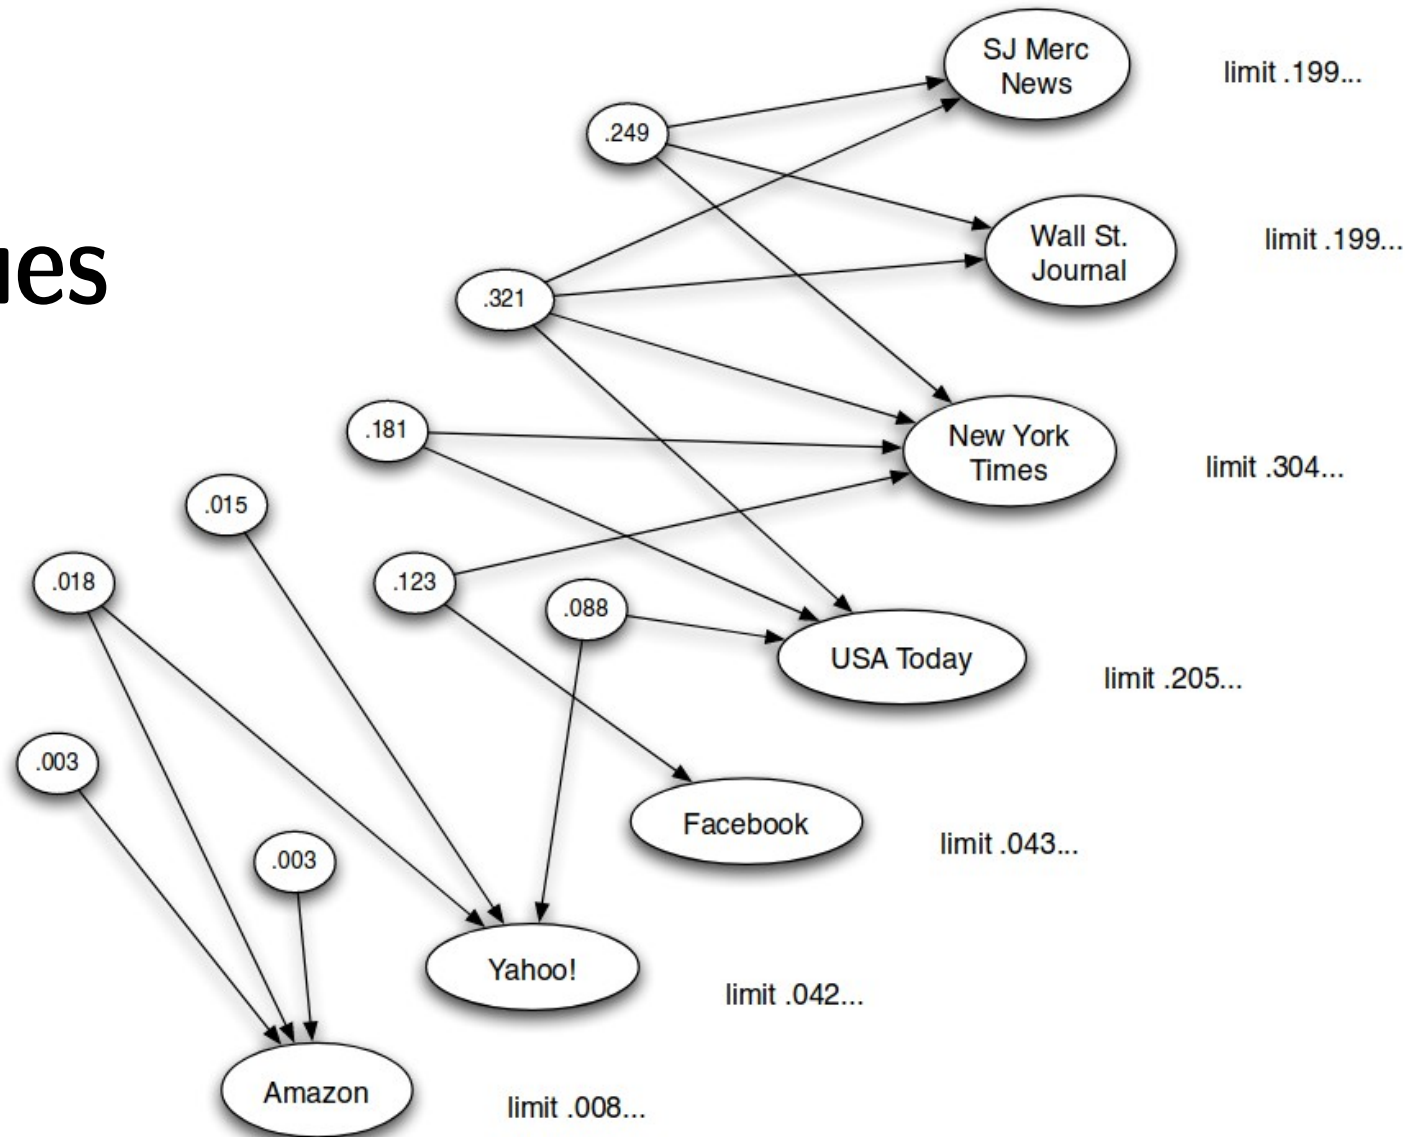 SJ Merc
News
limit .199...
.249
ues
Wall St.
Journal
limit .199...
.321
.181
New York
Times
limit .304...
.015
.018
.123
.088
USA Today
limit .205...
.003
Facebook
limit .043...
.003
Yahoo!
limit .042...
Amazon
limit .008...